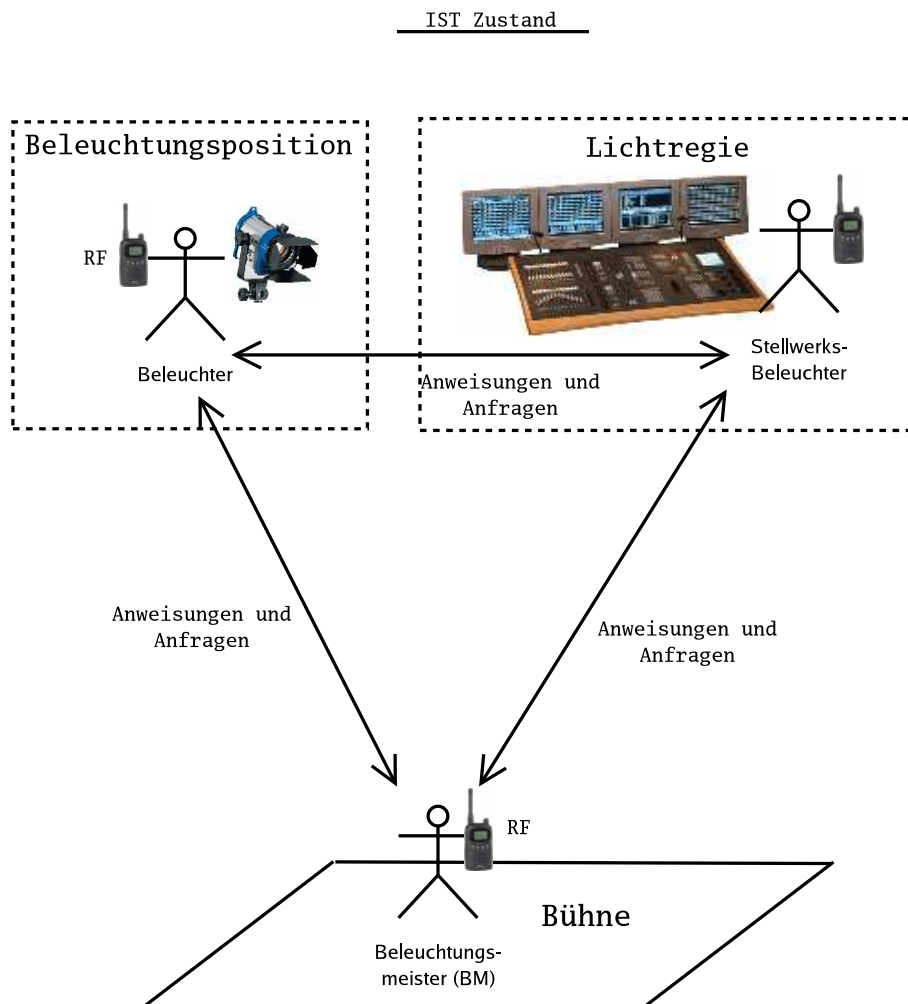 IST Zustand
Beleuchtungsposition
Lichtregie
RF
Beleuchter
Stellwerks-
Beleuchter
Anweisungen und
Anfragen
Anweisungen und
Anfragen
Anweisungen und
Anfragen
RF
Bühne
Beleuchtungs-
meister (BM)